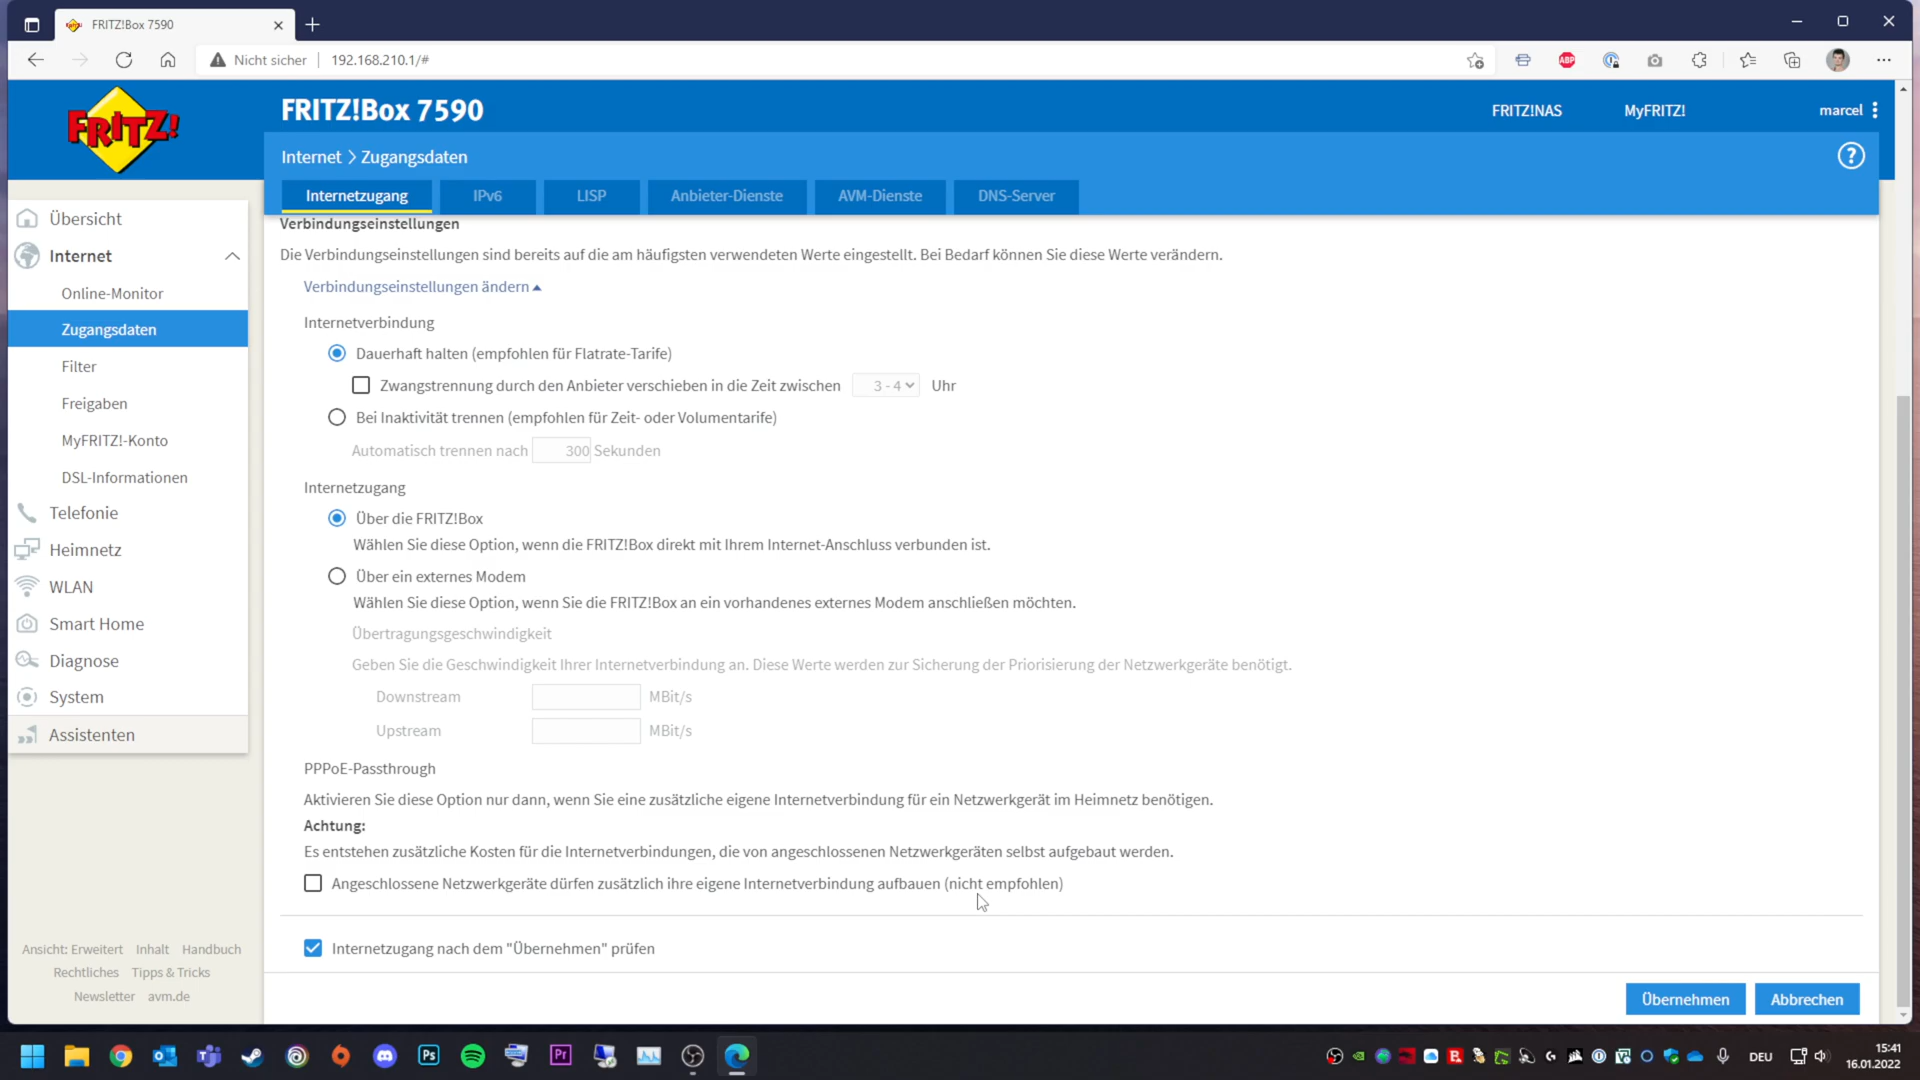 FRITZ!Box 7590
Nicht sicher
192.168.210.1/#
ABP
FRITZ!
FRITZ!Box 7590
FRITZ!NAS
MyFRITZ!
marcel
Internet > Zugangsdaten
?
Internetzugang
IPv6
LISP
Anbieter-Dienste
AVM-Dienste
DNS-Server
Übersicht
Internet
Online-Monitor
Zugangsdaten
Filter
Freigaben
MyFRITZ!-Konto
DSL-Informationen
Telefonie
Heimnetz
WLAN
Smart Home
Diagnose
System
Assistenten
Ansicht: Erweitert Inhalt Handbuch
Rechtliches Tipps & Tricks
Newsletter avm.de
Verbindungseinstellungen
Die Verbindungseinstellungen sind bereits auf die am häufigsten verwendeten Werte eingestellt. Bei Bedarf können Sie diese Werte verändern.
Verbindungseinstellungen ändern
Internetverbindung
Dauerhaft halten (empfohlen für Flatrate-Tarife)
Zwangstrennung durch den Anbieter verschieben in die Zeit zwischen 3 - 4 Uhr
Bei Inaktivität trennen (empfohlen für Zeit- oder Volumentarife)
Automatisch trennen nach 300 Sekunden
Internetzugang
Über die FRITZ!Box
Wählen Sie diese Option, wenn die FRITZ!Box direkt mit Ihrem Internet-Anschluss verbunden ist.
Über ein externes Modem
Wählen Sie diese Option, wenn Sie die FRITZ!Box an ein vorhandenes externes Modem anschließen möchten.
Übertragungsgeschwindigkeit
Geben Sie die Geschwindigkeit Ihrer Internetverbindung an. Diese Werte werden zur Sicherung der Priorisierung der Netzwerkgeräte benötigt.
Downstream MBit/s
Upstream MBit/s
PPPoE-Passthrough
Aktivieren Sie diese Option nur dann, wenn Sie eine zusätzliche eigene Internetverbindung für ein Netzwerkgerät im Heimnetz benötigen.
Achtung:
Es entstehen zusätzliche Kosten für die Internetverbindungen, die von angeschlossenen Netzwerkgeräten selbst aufgebaut werden.
Angeschlossene Netzwerkgeräte dürfen zusätzlich ihre eigene Internetverbindung aufbauen (nicht empfohlen)
Internetzugang nach dem "Übernehmen" prüfen
Übernehmen
Abbrechen
Ps
Pr
DEU
15:41
16.01.2022